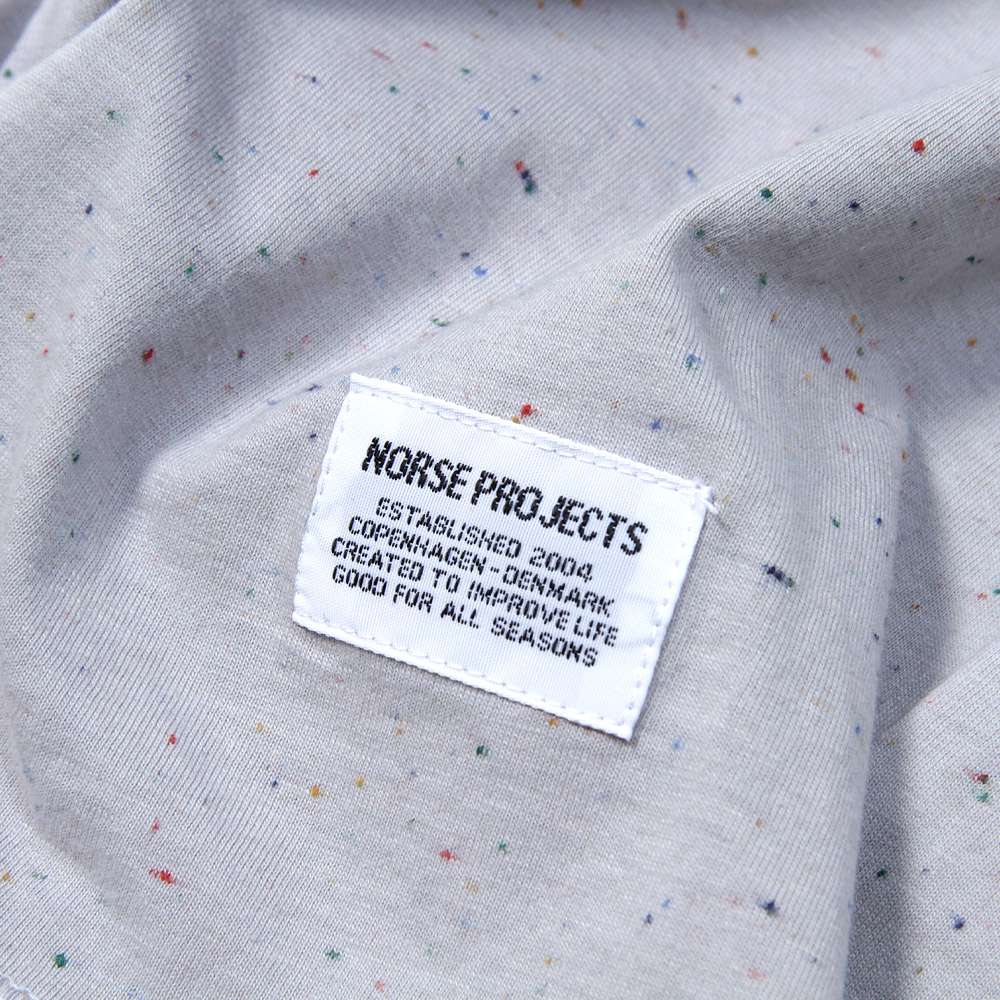 NORSE PROJECTS
ESTABLISHED 2004
COPENHAGEN-DENMARK
CREATED TO IMPROVE LIFE
GOOD FOR ALL SEASONS